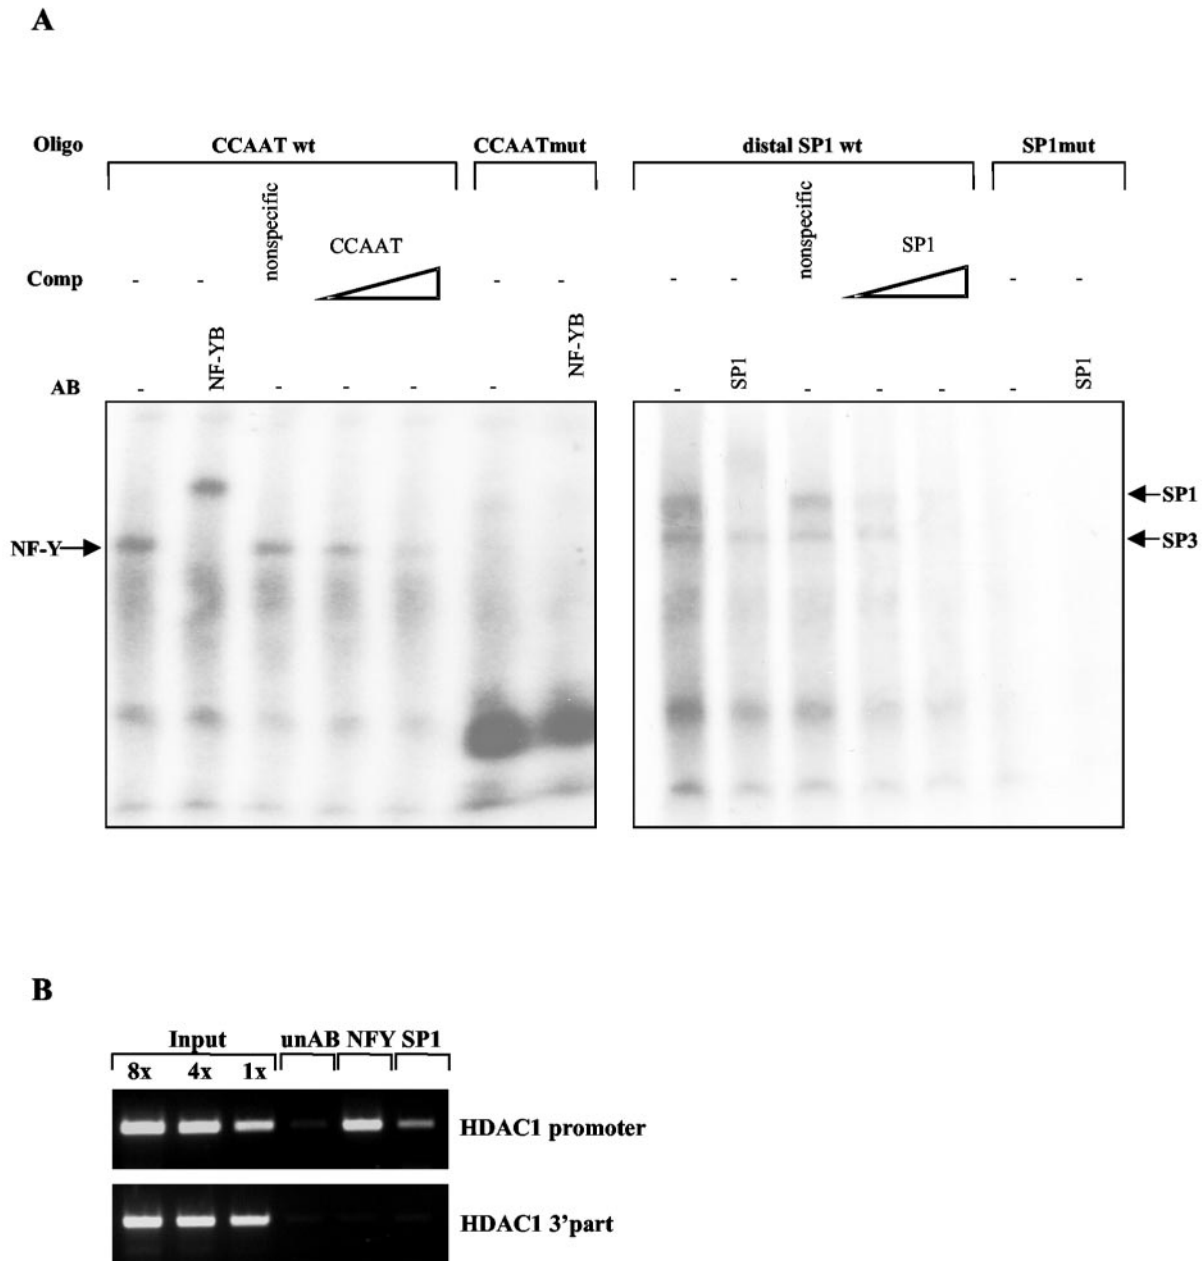 A
Oligo CCAAT wt CCAATmut distal SP1 wt SP1mut
nonspecific nonspecific
CCAAT SP1
Comp - - - - - - - -
AB - NF-YB - - - - NF-YB - SP1 - - - - SP1
NF-Y
SP1
SP3
B
Input unAB NFY SP1
8x 4x 1x
HDAC1 promoter
HDAC1 3'part